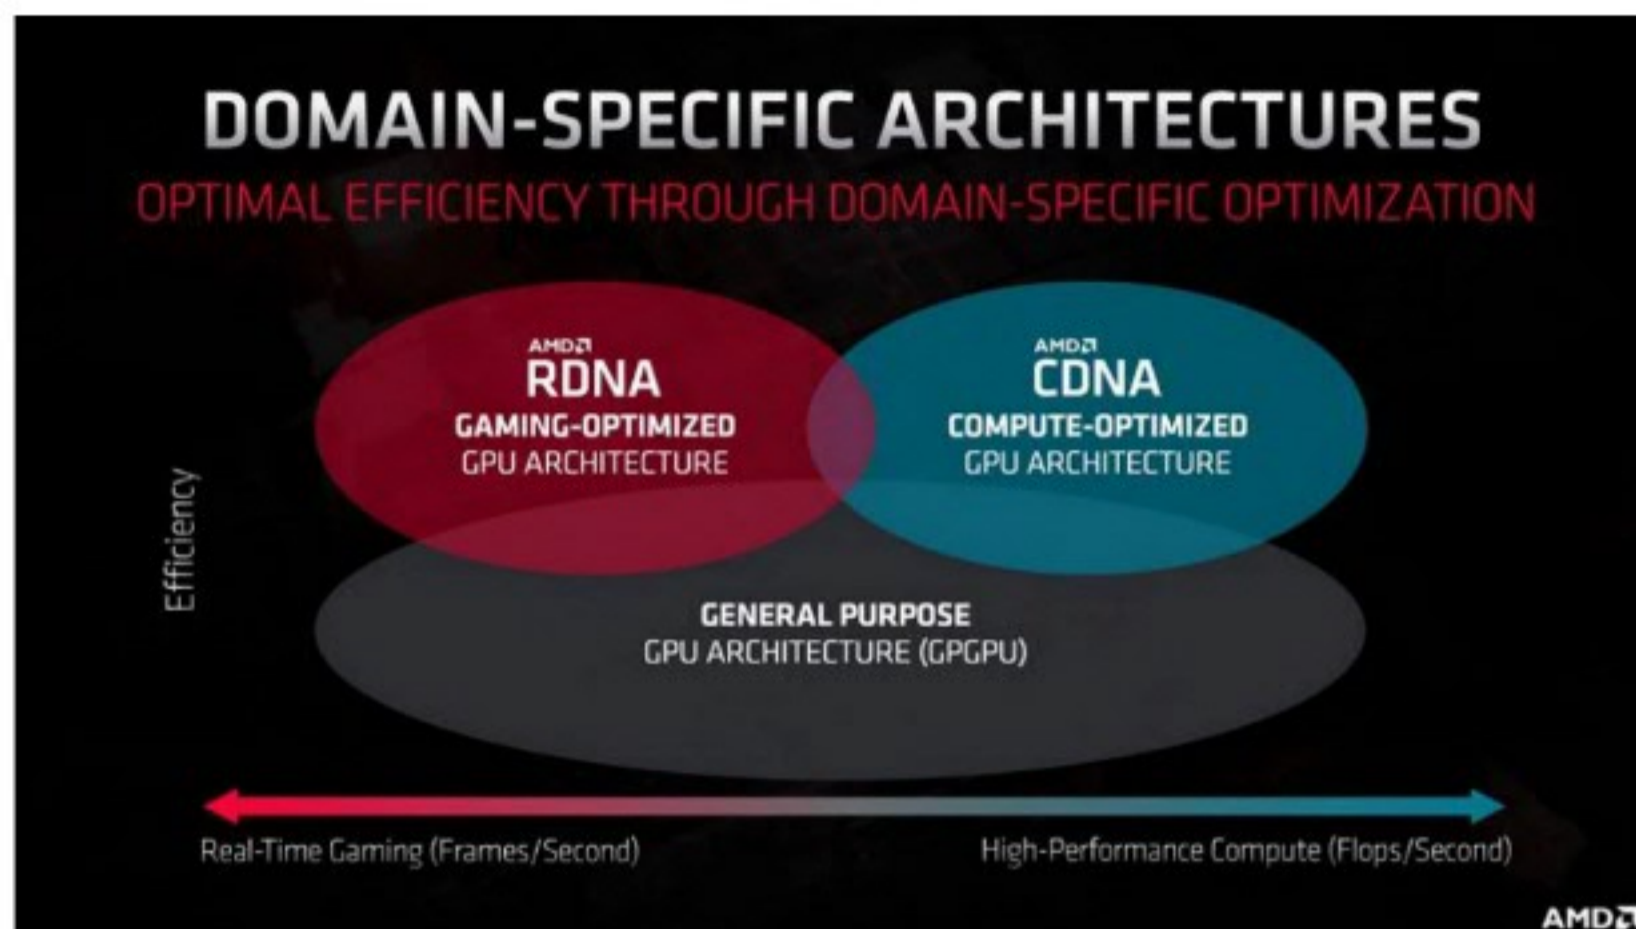 DOMAIN-SPECIFIC ARCHITECTURES
OPTIMAL EFFICIENCY THROUGH DOMAIN-SPECIFIC OPTIMIZATION
AMD
RDNA
GAMING-OPTIMIZED
GPU ARCHITECTURE
AMD
CDNA
COMPUTE-OPTIMIZED
GPU ARCHITECTURE
Efficiency
GENERAL PURPOSE
GPU ARCHITECTURE (GPGPU)
Real-Time Gaming (Frames/Second)
High-Performance Compute (Flops/Second)
AMD